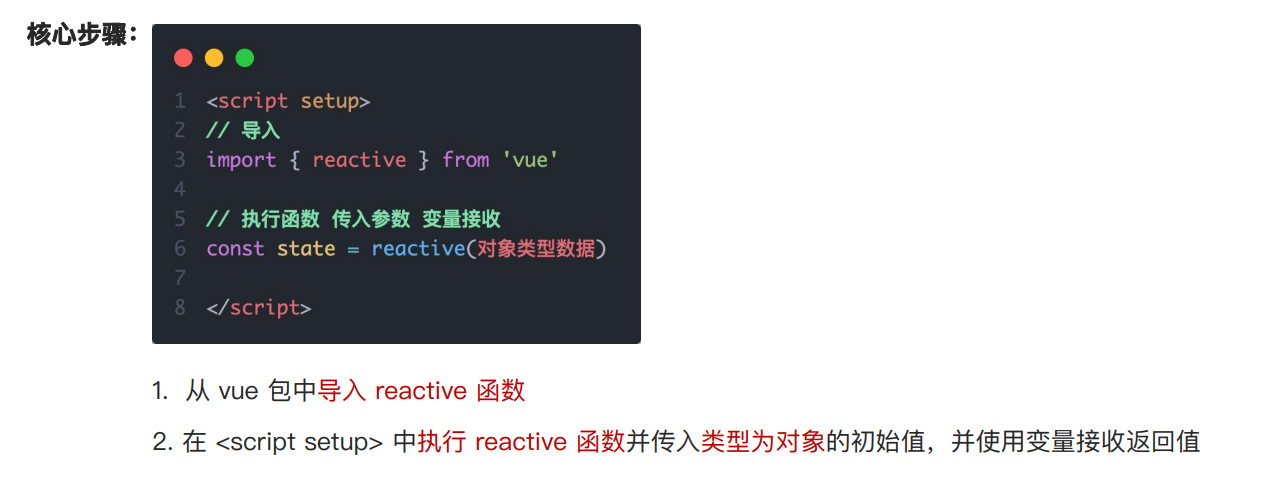 核心步骤：
1 <script setup>
2 // 导入
3 import { reactive } from 'vue'
4
5 // 执行函数 传入参数 变量接收
6 const state = reactive(对象类型数据)
7
8 </script>
1. 从 vue 包中导入 reactive 函数
2. 在 <script setup> 中执行 reactive 函数并传入类型为对象的初始值，并使用变量接收返回值